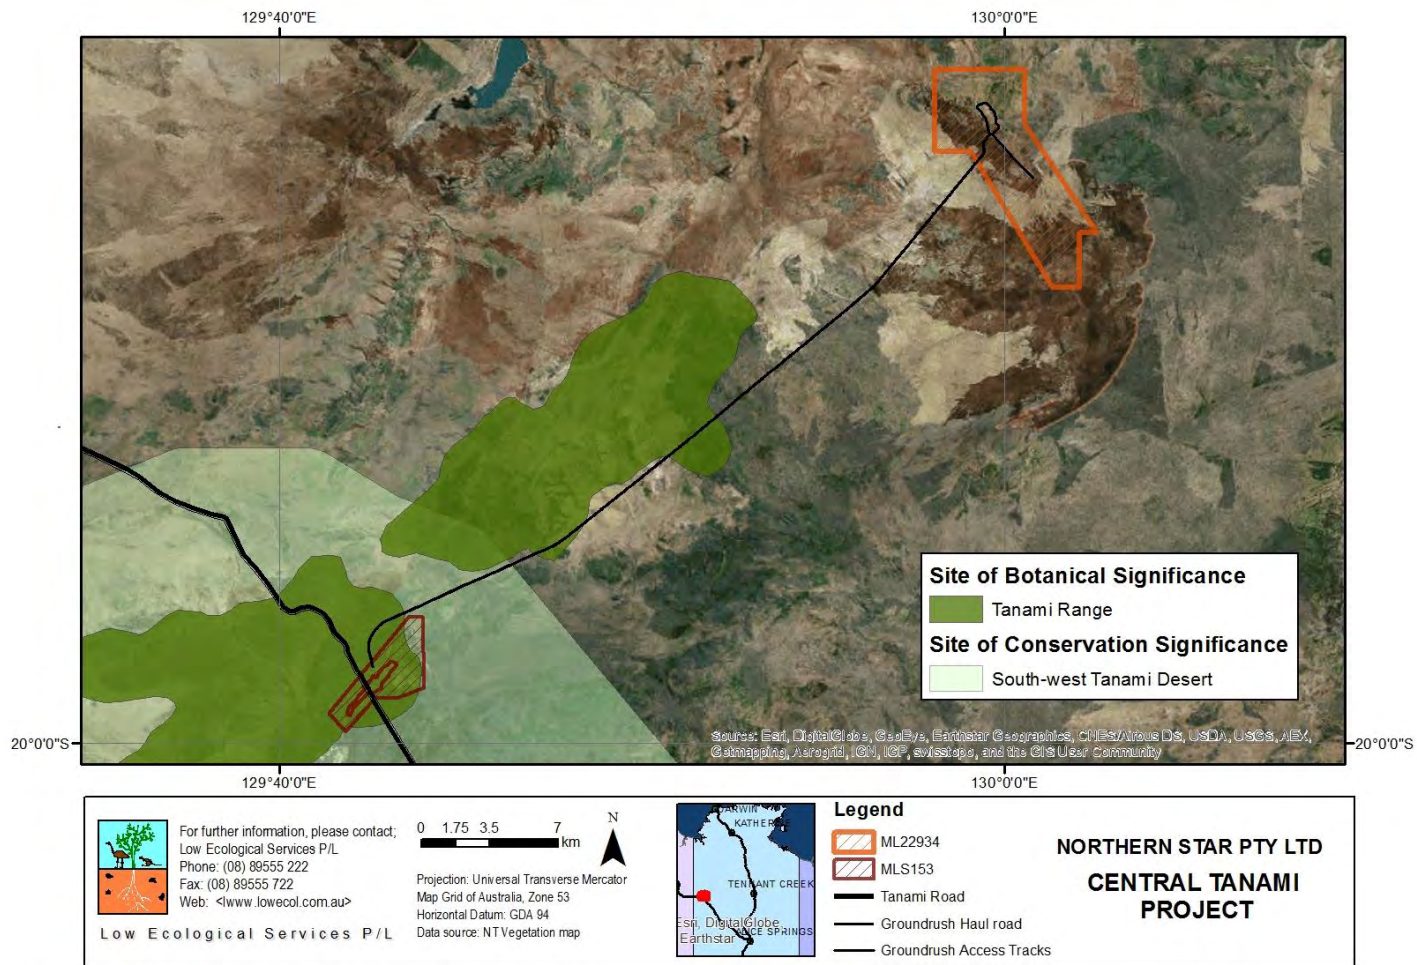 129°40'0"E
130°0'0"E
Site of Botanical Significance
Tanami Range
Site of Conservation Significance
South-west Tanami Desert
Source: Esri, DigitalGlobe, GeoEye, Earthstar Geographics, CNES/Airbus DS, USDA, USGS, AEX,
Getmapping, Aerogrid, IGN, IGP, swisstopo, and the GIS User Community
20°0'0"S
20°0'0"S
129°40'0"E
130°0'0"E
For further information, please contact;
Low Ecological Services P/L
Phone: (08) 89555 222
Fax: (08) 89555 722
Web: <lwww.lowecol.com.au>
Low Ecological Services P/L
0 1.75 3.5 7
km
N
Projection: Universal Transverse Mercator
Map Grid of Australia, Zone 53
Horizontal Datum: GDA 94
Data source: NT Vegetation map
DARWIN
TENNANT CREEK
Esri, DigitalGlobe,
Earthstar
ALICE SPRINGS
Legend
ML22934
MLS153
Tanami Road
Groundrush Haul road
Groundrush Access Tracks
NORTHERN STAR PTY LTD
CENTRAL TANAMI
PROJECT